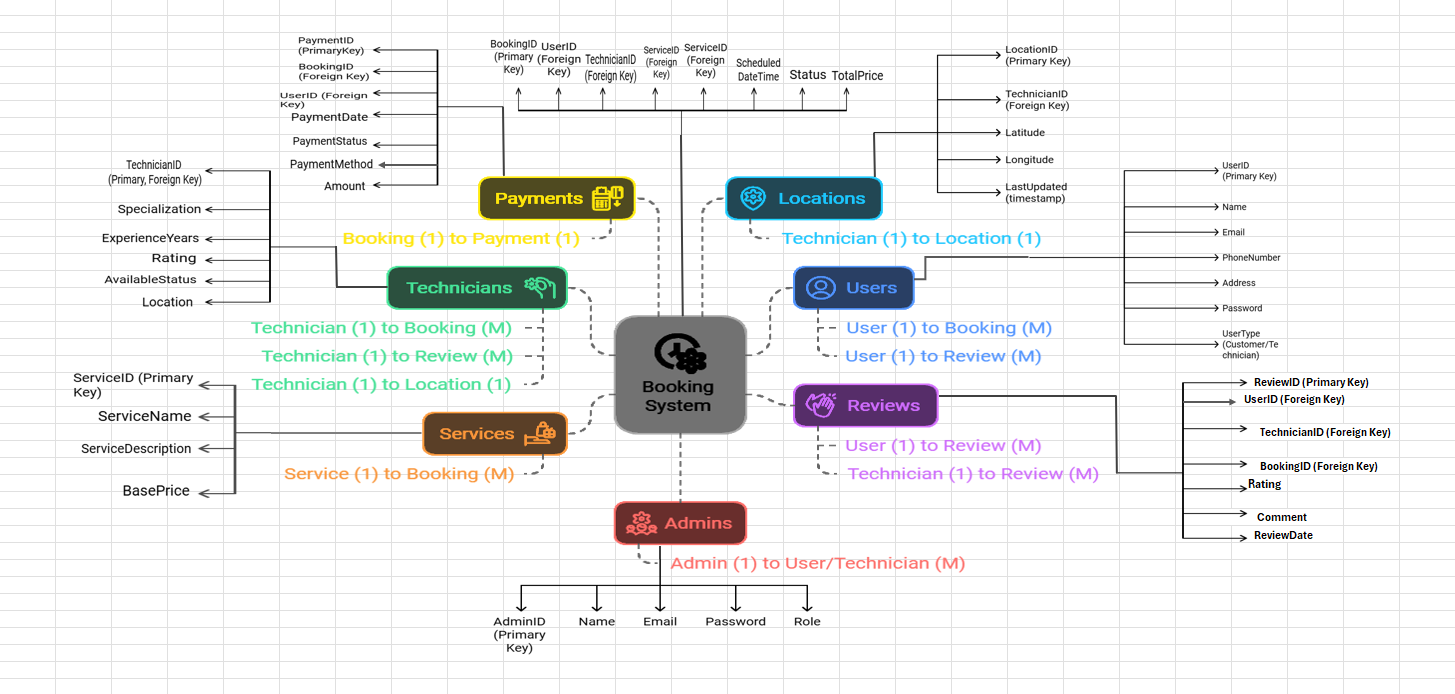 PaymentID
(PrimaryKey)
BookingID
(Foreign Key)
UserID (Foreign
Key)
PaymentDate
PaymentStatus
PaymentMethod
Amount
BookingID
(Primary
Key)
UserID
(Foreign
Key)
TechnicianID
(Foreign Key)
ServiceID
(Foreign
Key)
ServiceID
(Foreign
Key)
Scheduled
DateTime
Status
TotalPrice
LocationID
(Primary Key)
TechnicianID
(Foreign Key)
Latitude
Longitude
LastUpdated
(timestamp)
TechnicianID
(Primary, Foreign Key)
Specialization
ExperienceYears
Rating
AvailableStatus
Location
Payments
Booking (1) to Payment (1)
Locations
Technician (1) to Location (1)
UserID
(Primary Key)
Name
Email
PhoneNumber
Address
Password
UserType
(Customer/Te
chnician)
Technicians
Technician (1) to Booking (M)
Technician (1) to Review (M)
Technician (1) to Location (1)
Users
User (1) to Booking (M)
User (1) to Review (M)
Booking
System
ServiceID (Primary
Key)
ServiceName
ServiceDescription
BasePrice
Services
Service (1) to Booking (M)
Reviews
User (1) to Review (M)
Technician (1) to Review (M)
ReviewID (Primary Key)
UserID (Foreign Key)
TechnicianID (Foreign Key)
BookingID (Foreign Key)
Rating
Comment
ReviewDate
Admins
Admin (1) to User/Technician (M)
AdminID
(Primary
Key)
Name
Email
Password
Role